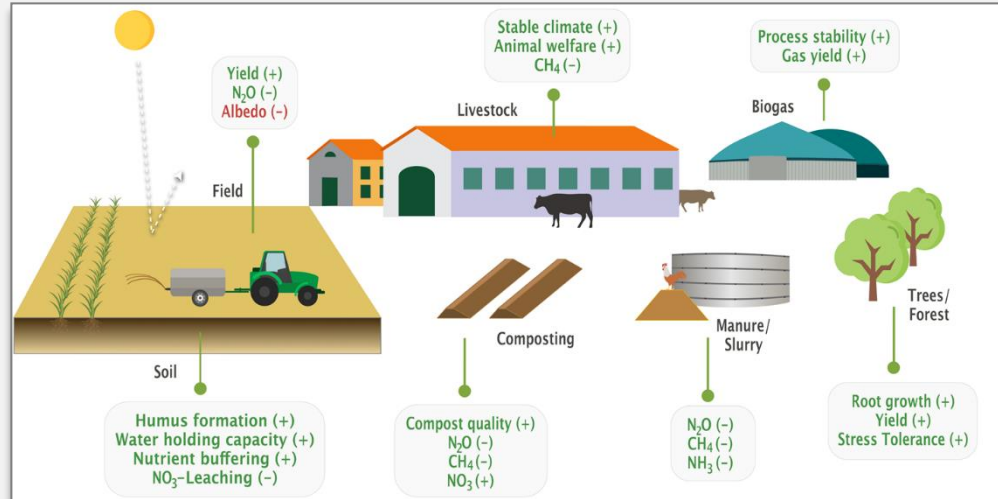 Yield (+)
N₂O (-)
Albedo (-)
Field
Stable climate (+)
Animal welfare (+)
CH₄ (-)
Livestock
Process stability (+)
Gas yield (+)
Biogas
Soil
Humus formation (+)
Water holding capacity (+)
Nutrient buffering (+)
NO₃-Leaching (-)
Composting
Compost quality (+)
N₂O (-)
CH₄ (-)
NO₃ (+)
Manure/
Slurry
N₂O (-)
CH₄ (-)
NH₃ (-)
Trees/
Forest
Root growth (+)
Yield (+)
Stress Tolerance (+)